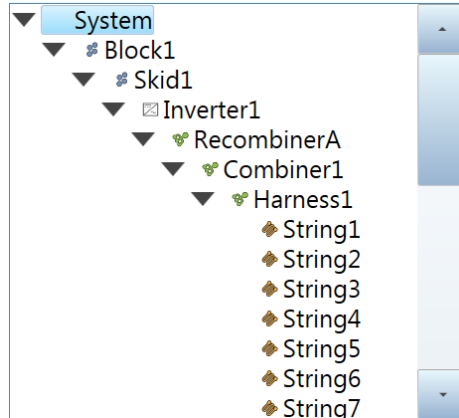 System
Block1
Skid1
Inverter1
RecombinerA
Combiner1
Harness1
String1
String2
String3
String4
String5
String6
String7